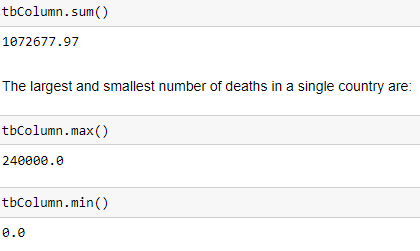 tbColumn.sum()
1072677.97
The largest and smallest number of deaths in a single country are:
tbColumn.max()
240000.0
tbColumn.min()
0.0